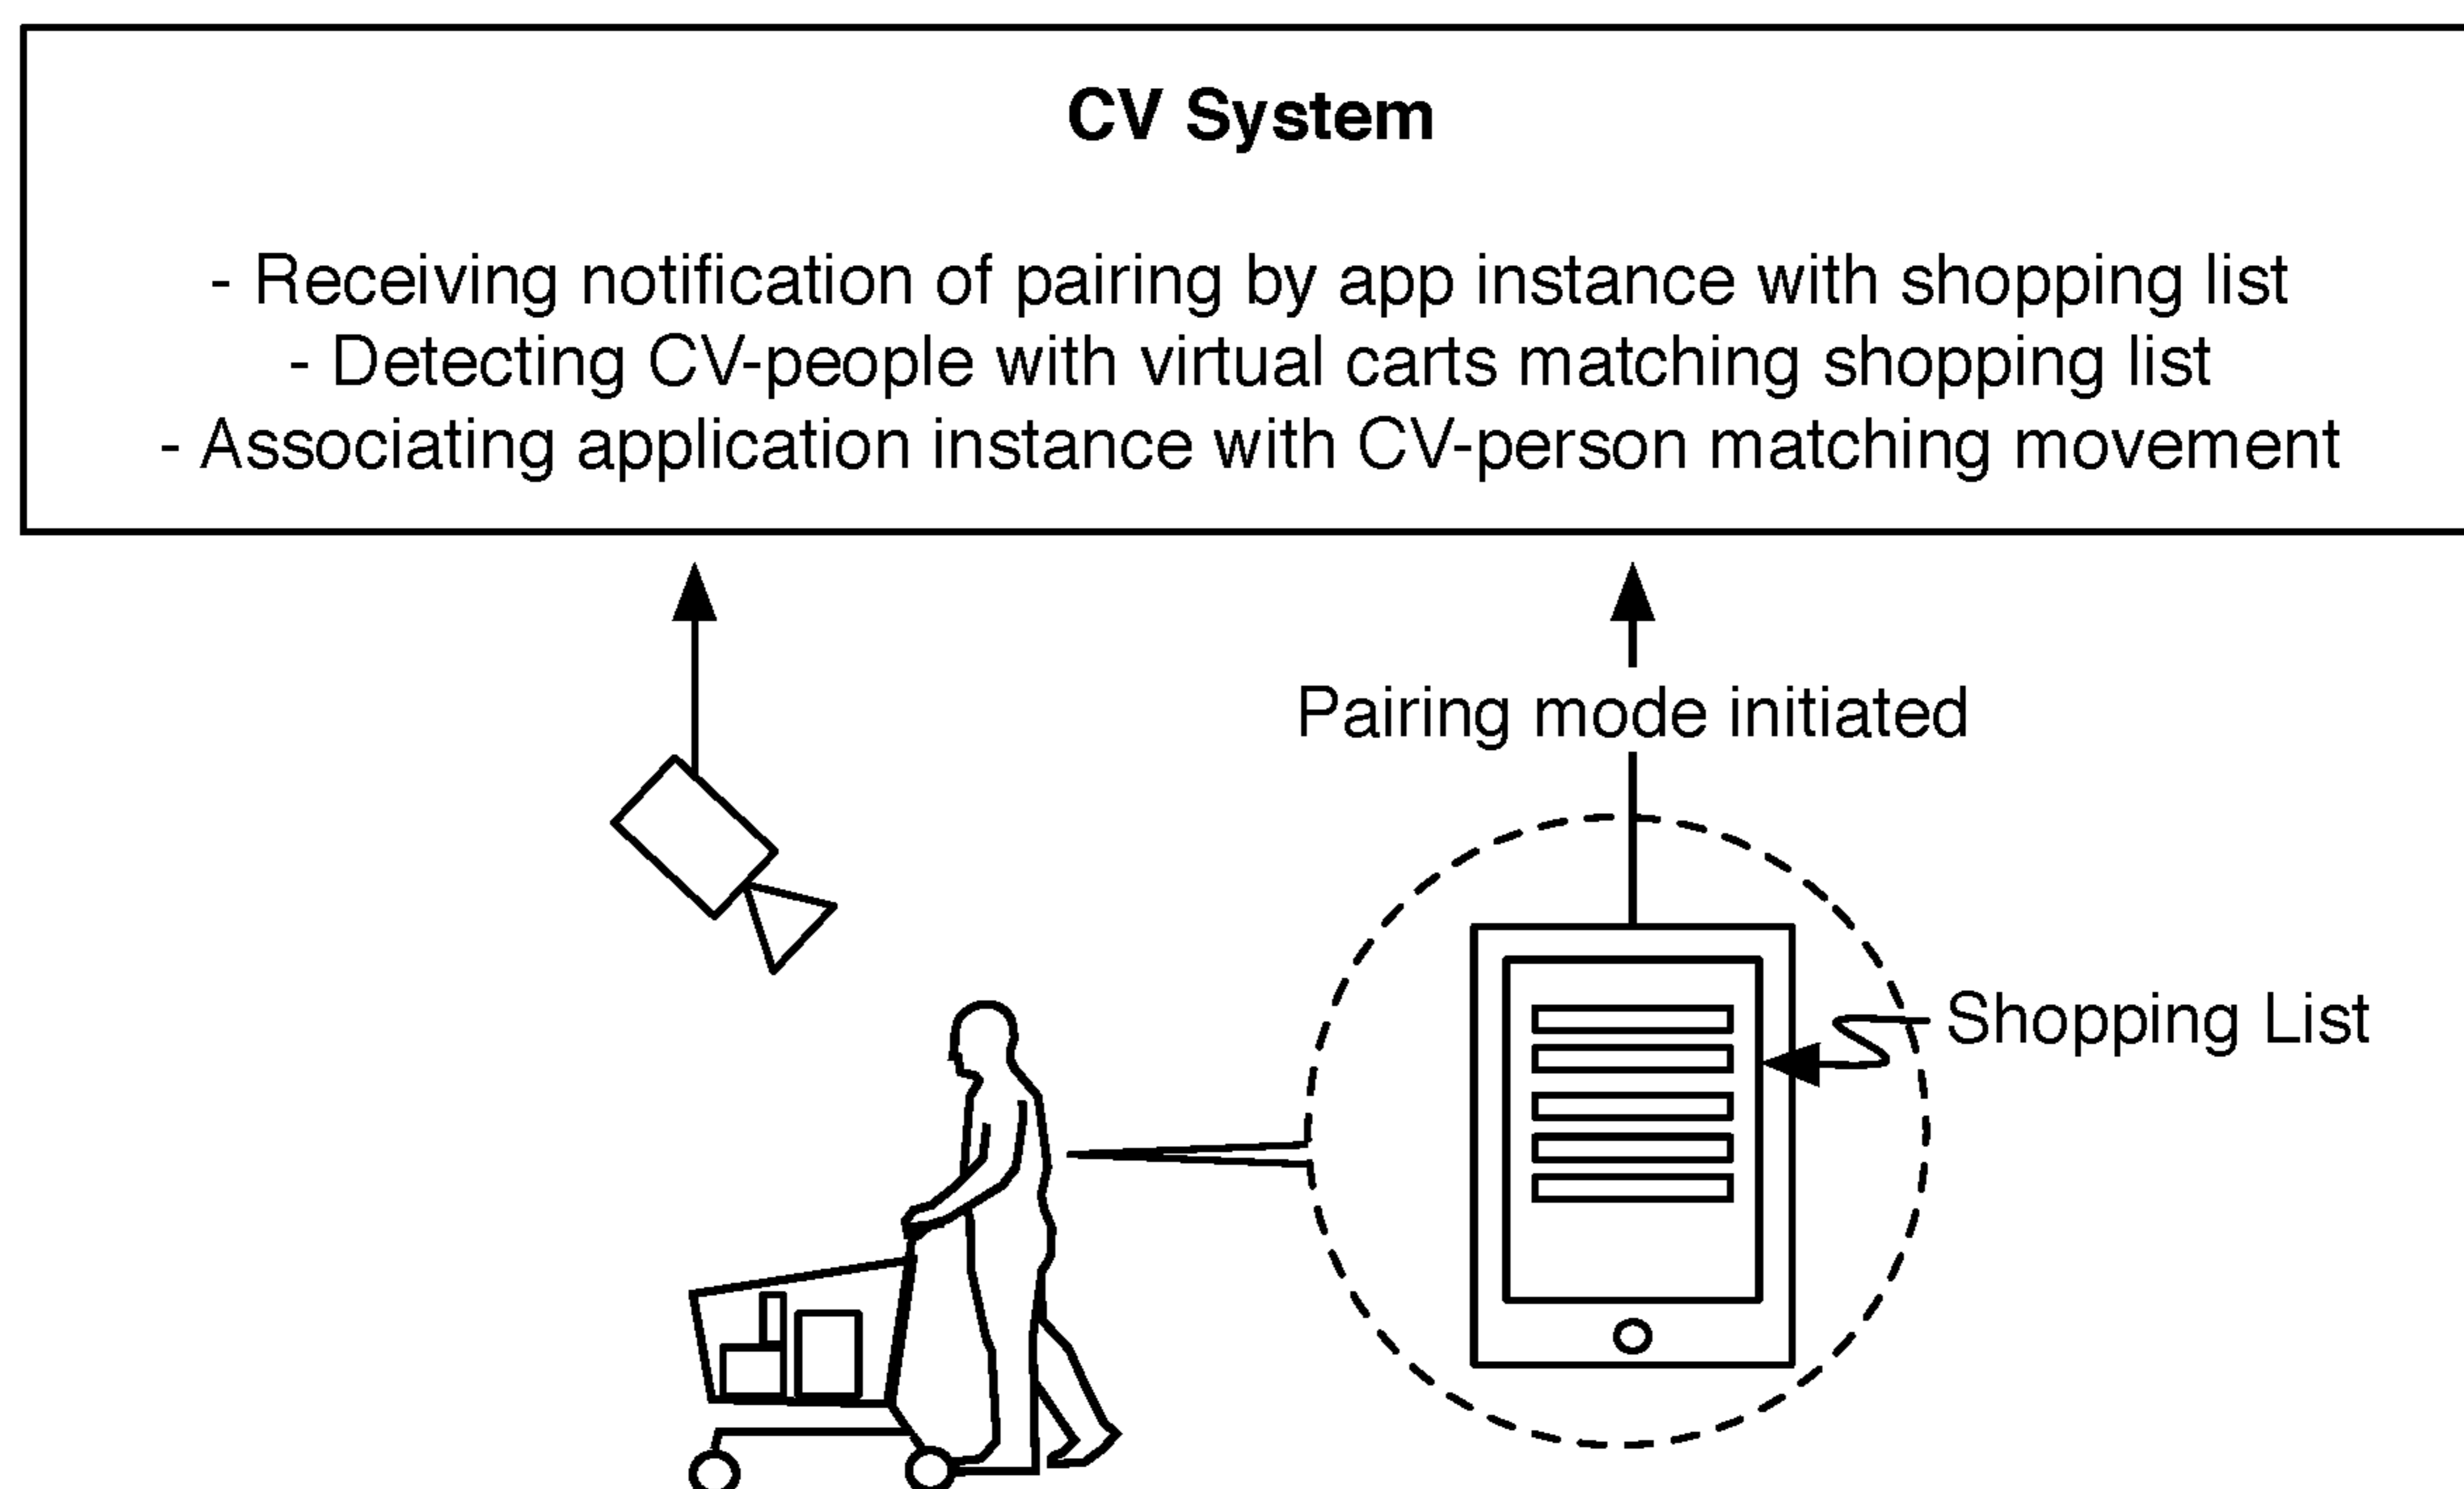 CV System
- Receiving notification of pairing by app instance with shopping list
- Detecting CV-people with virtual carts matching shopping list
- Associating application instance with CV-person matching movement
Pairing mode initiated
Shopping List